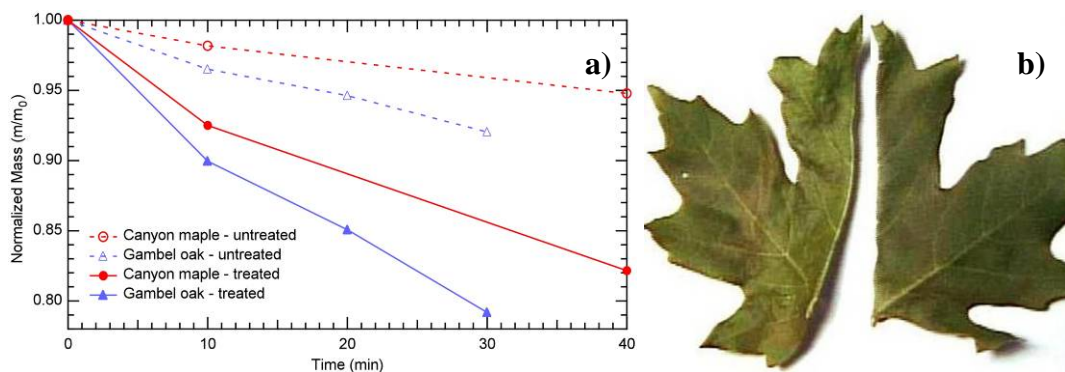 1.00
0.95
0.90
0.85
0.80
Normalized Mass (m/m0)
a)
Canyon maple - untreated
Gambel oak - untreated
Canyon maple - treated
Gambel oak - treated
0 10 20 30 40
Time (min)
b)